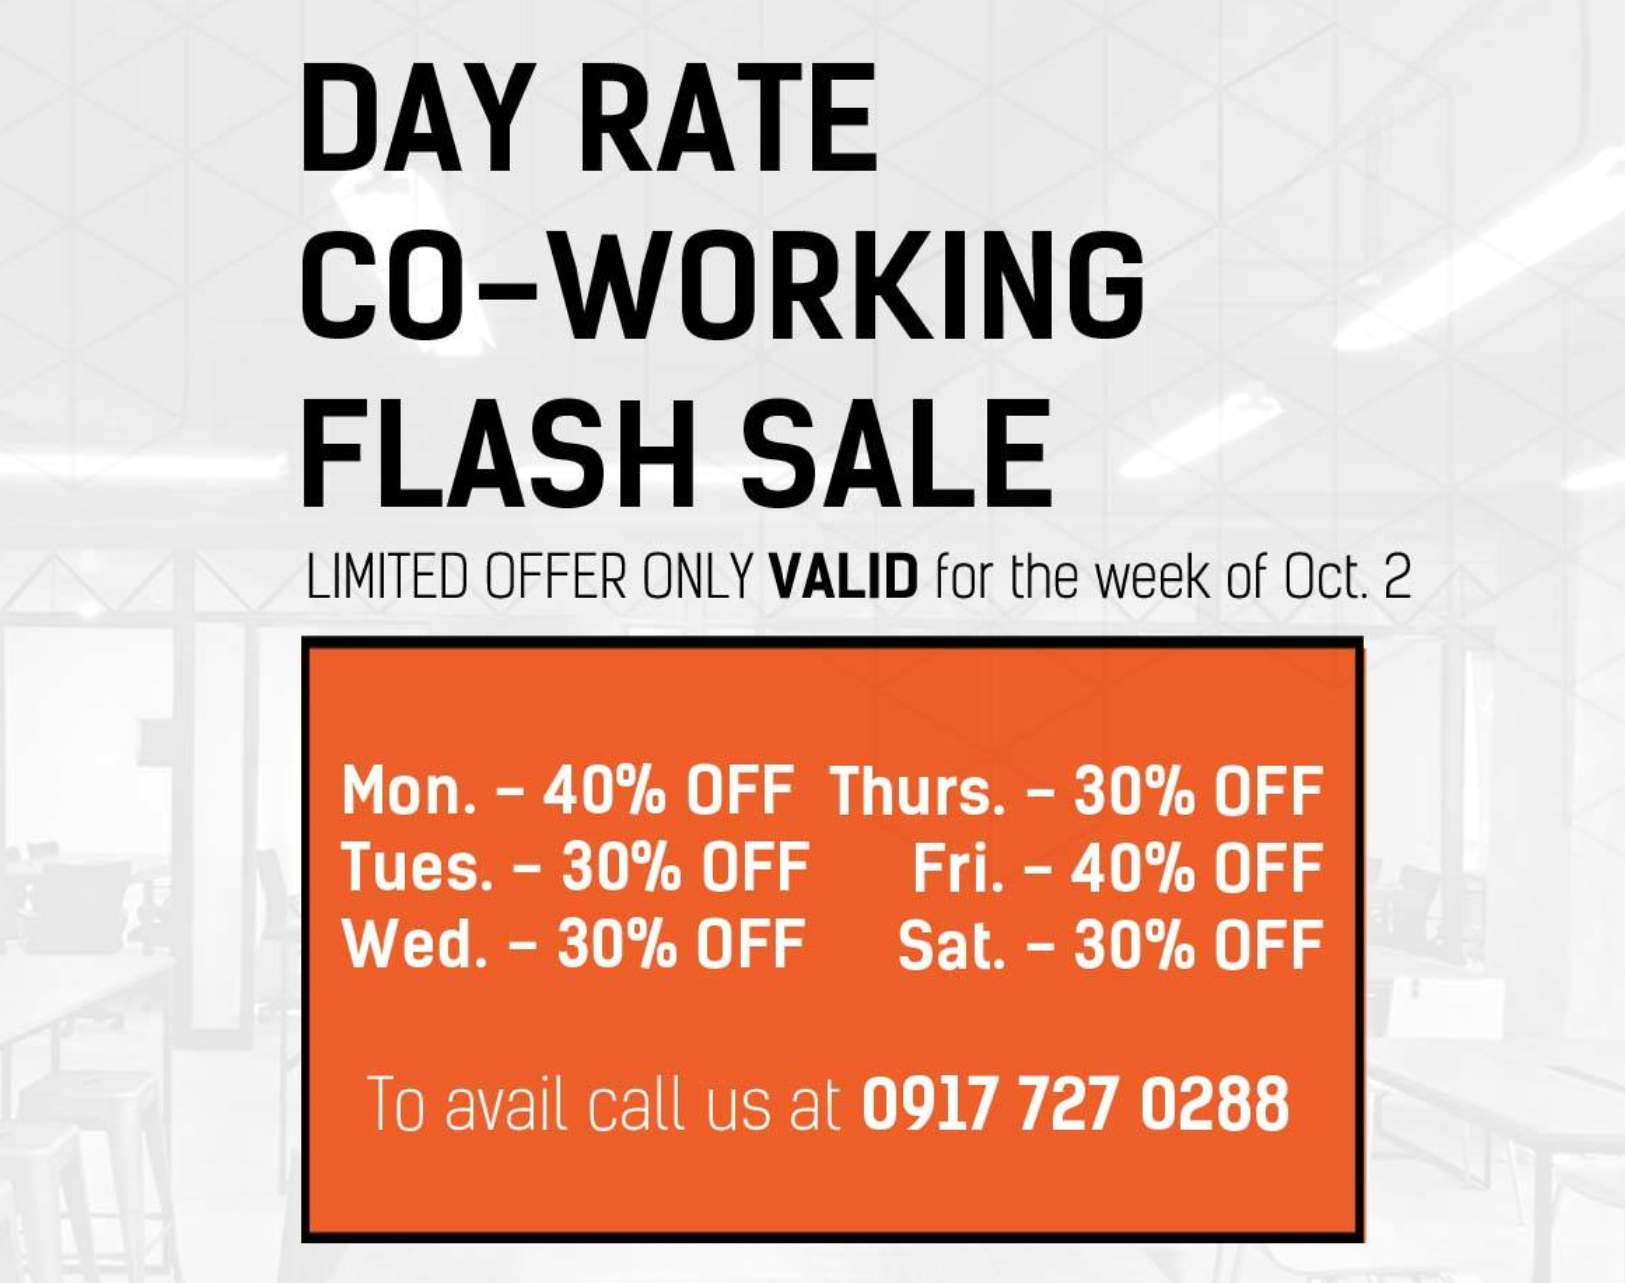 DAY RATE
CO-WORKING
FLASH SALE
LIMITED OFFER ONLY VALID for the week of Oct. 2
Mon. - 40% OFF
Tues. - 30% OFF
Wed. - 30% OFF
Thurs. - 30% OFF
Fri. - 40% OFF
Sat. - 30% OFF
To avail call us at 0917 727 0288